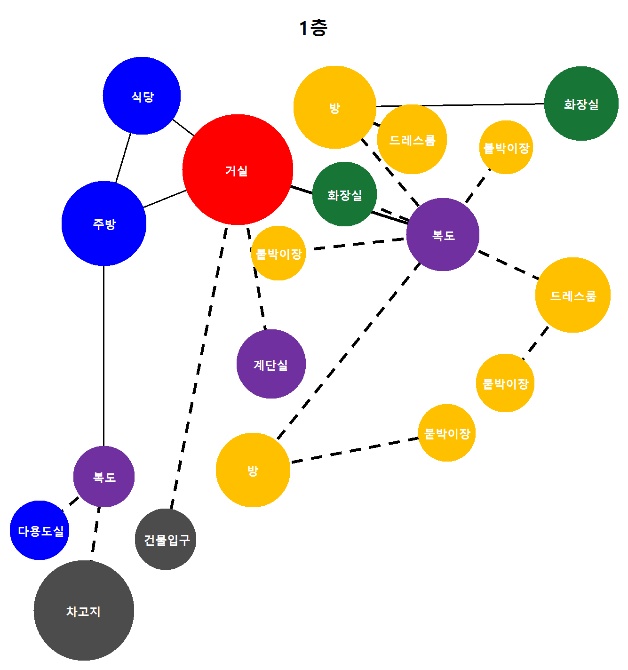 1층
식당
방
화장실
드레스룸
붙박이장
거실
화장실
주방
복도
붙박이장
드레스룸
계단실
붙박이장
붙박이장
방
복도
다용도실
건물입구
차고지